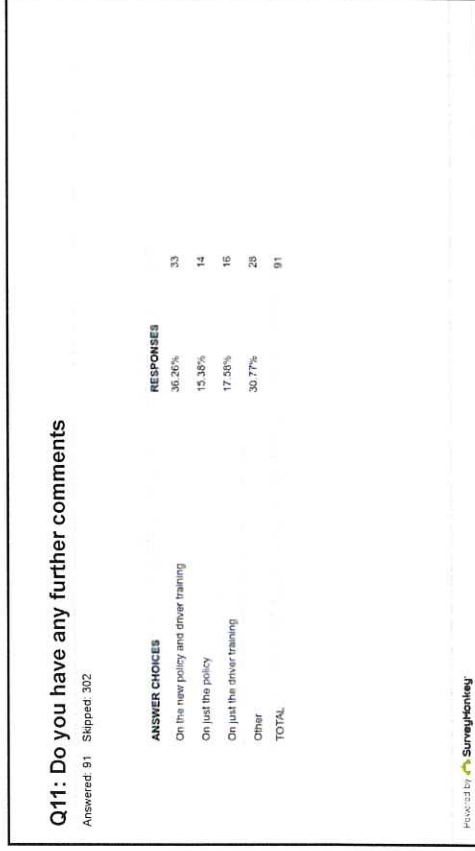 Q11: Do you have any further comments
Answered: 91 Skipped: 302
ANSWER CHOICES RESPONSES
On the new policy and driver training 36.26% 33
On just the policy 15.38% 14
On just the driver training 17.58% 16
Other 30.77% 28
TOTAL 91
Powered by SurveyMonkey